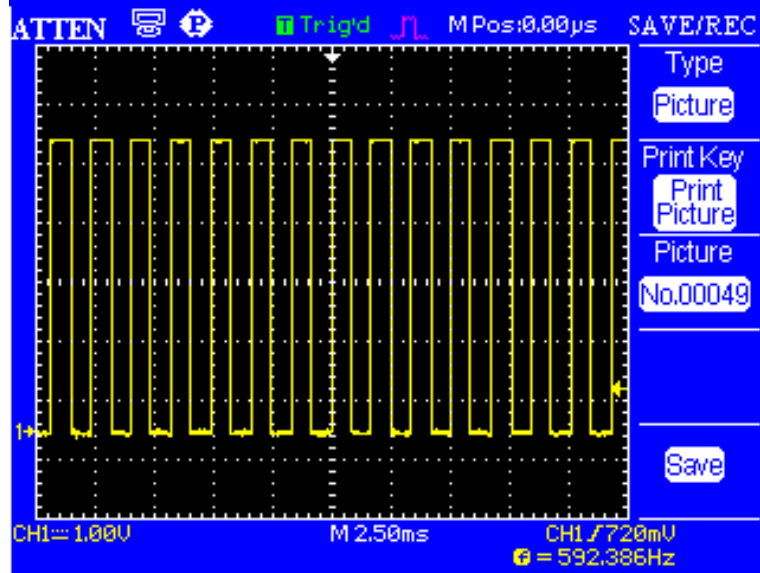 ATTEN P T Trig'd M Pos:0.00μs SAVE/REC
Type
Picture
Print Key
Print
Picture
Picture
No.00049
1
Save
CH1 1.00V M 2.50ms CH1 720mV
f = 592.386Hz